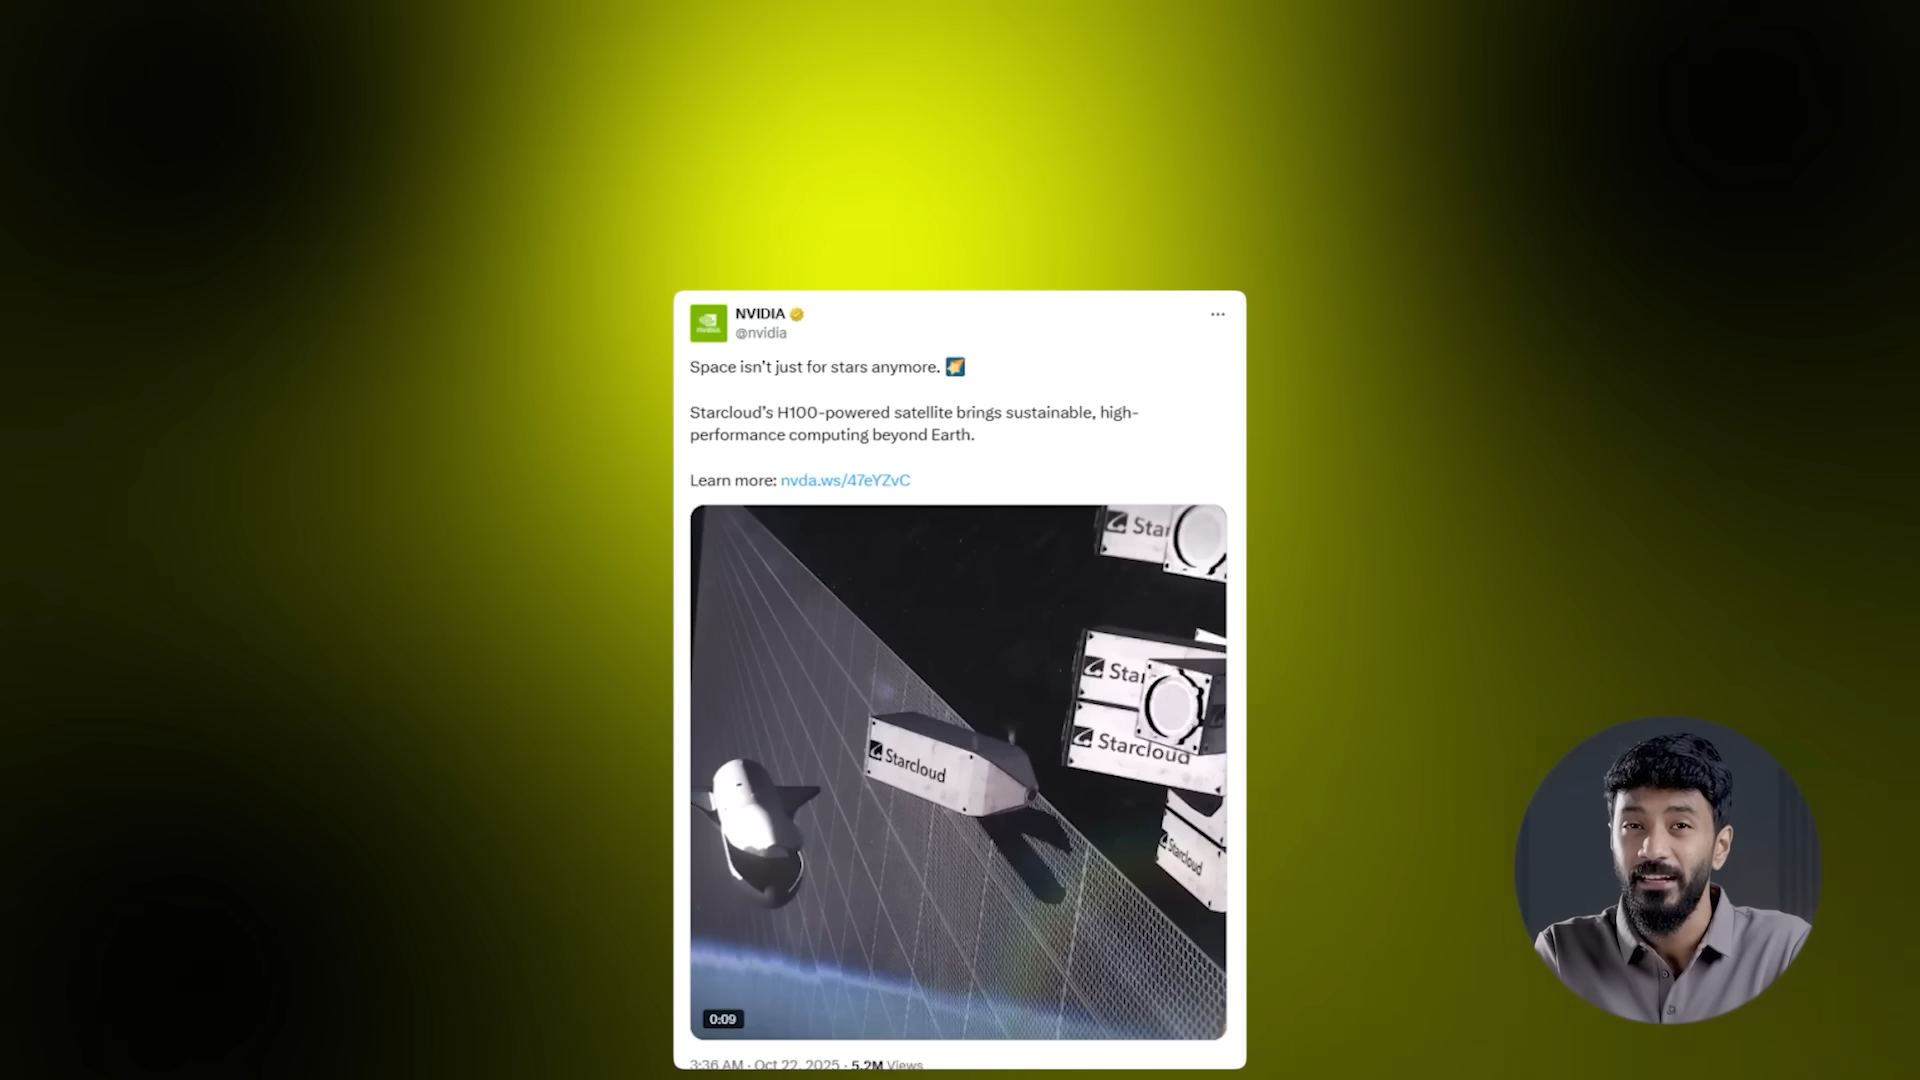 NVIDIA
@nvidia
Space isn't just for stars anymore.
Starcloud's H100-powered satellite brings sustainable, high-
performance computing beyond Earth.
Learn more: nvda.ws/47eYZvC
Star
Sta
Starcloud
Starcloud
Starcloud
0:09
3:36 AM · Oct 22, 2025 · 5.2M Views